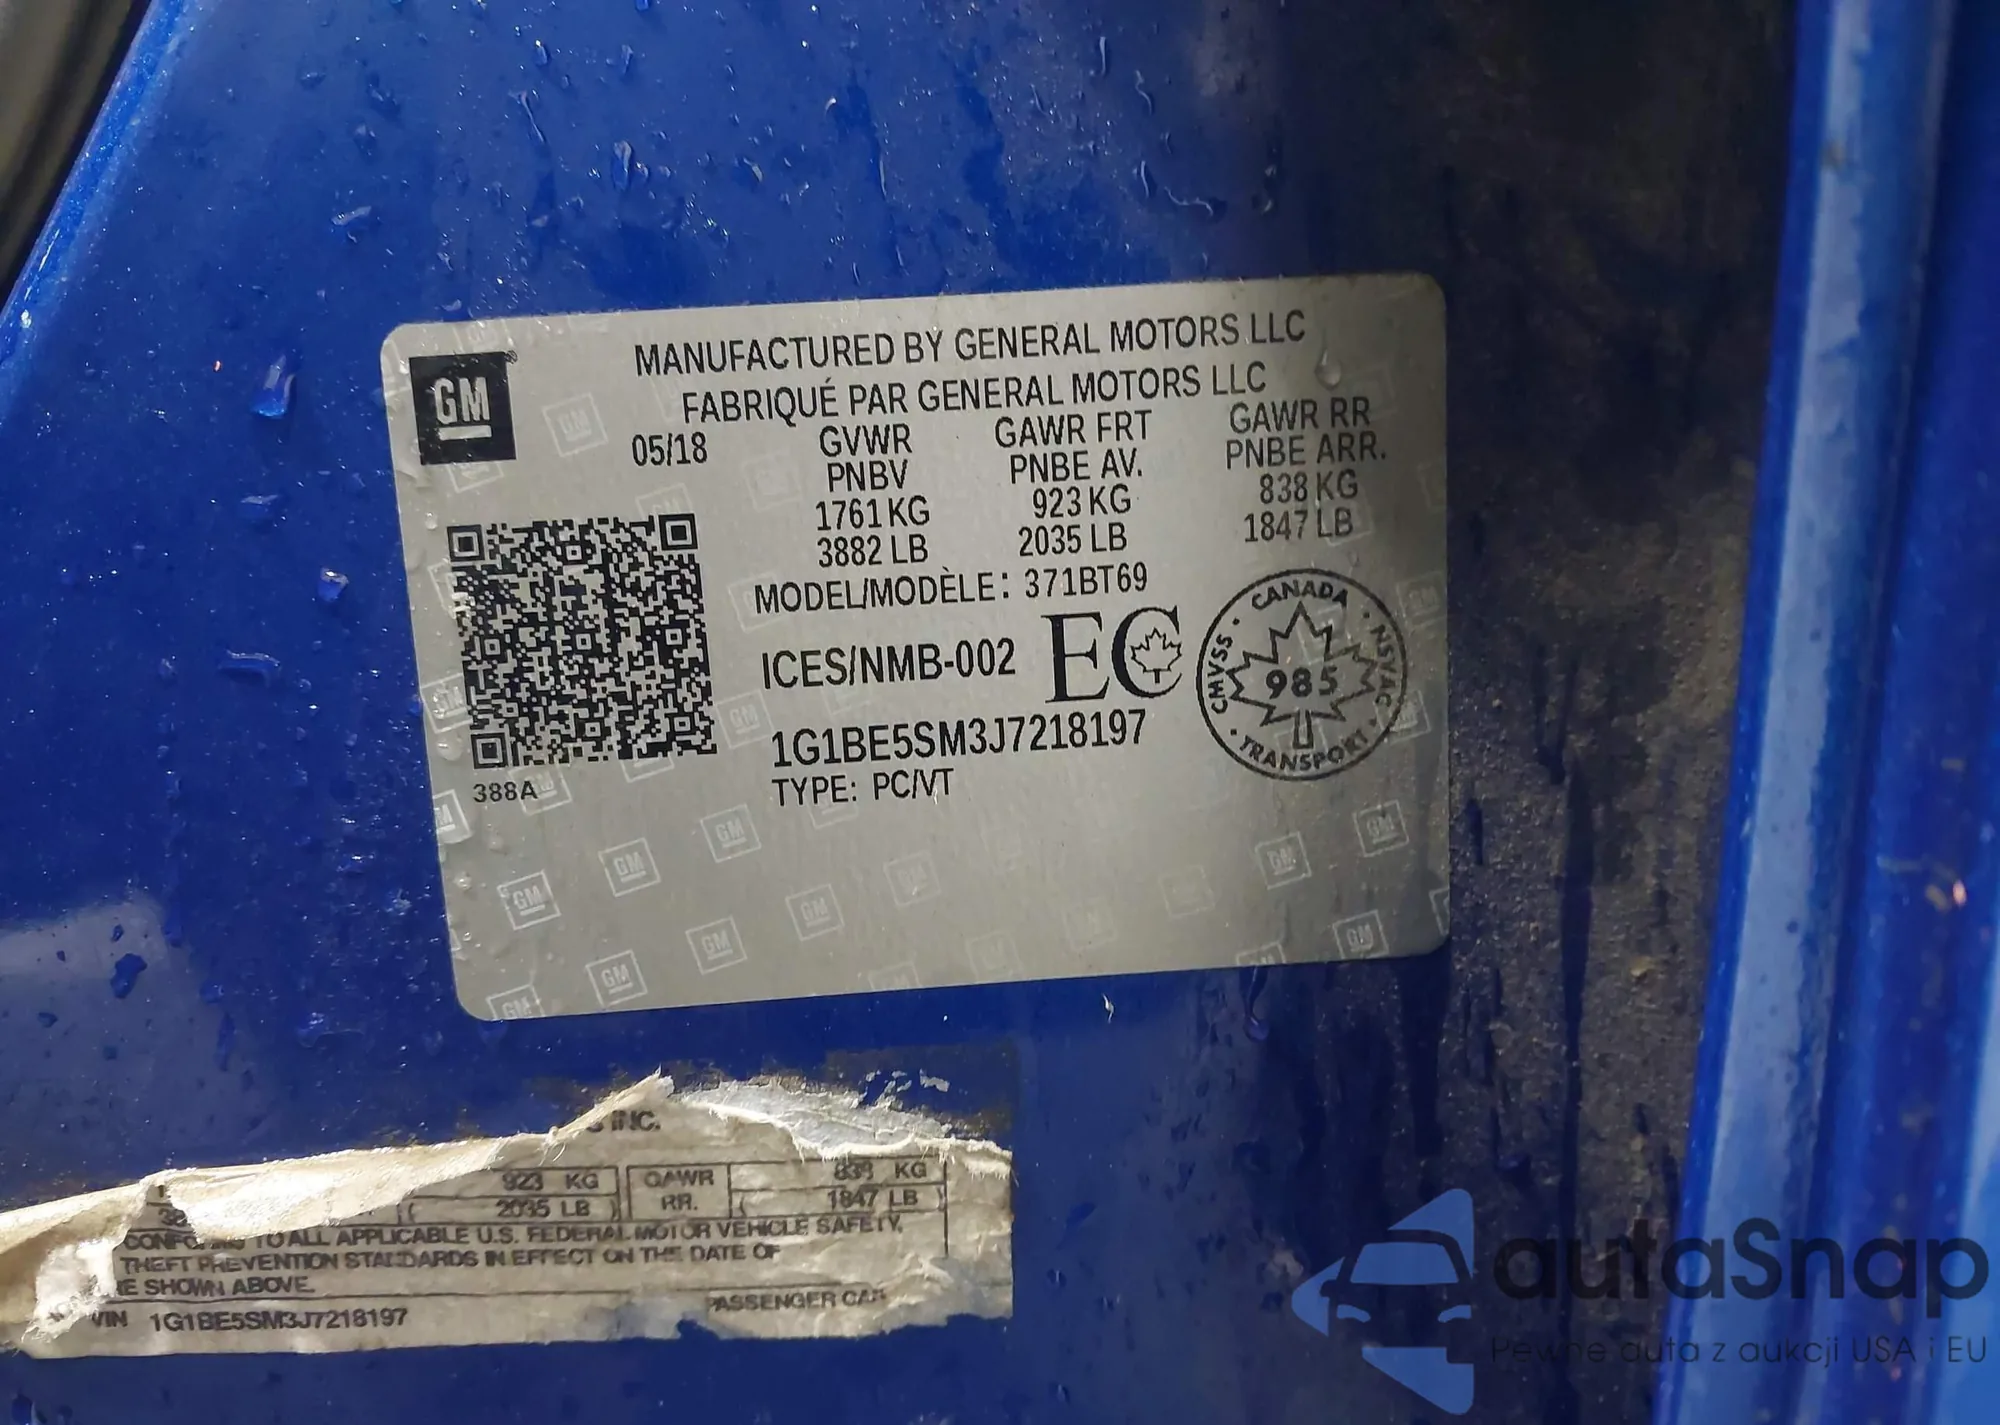 GM
MANUFACTURED BY GENERAL MOTORS LLC
FABRIQUÉ PAR GENERAL MOTORS LLC
05/18 GVWR GAWR FRT GAWR RR
PNBV PNBE AV. PNBE ARR.
1761 KG 923 KG 838 KG
3882 LB 2035 LB 1847 LB
MODEL/MODÈLE: 371BT69
ICES/NMB-002 EC
CANADA
CMVSS 985 NSVAC
TRANSPORT
1G1BE5SM3J7218197
TYPE: PC/VT
388A
INC.
923 KG GAWR 838 KG
2035 LB RR. 1847 LB
TO ALL APPLICABLE U.S. FEDERAL MOTOR VEHICLE SAFETY,
THEFT PREVENTION STANDARDS IN EFFECT ON THE DATE OF
SHOWN ABOVE.
VIN 1G1BE5SM3J7218197 PASSENGER CAR
autaSnap
Pewne auta z aukcji USA i EU